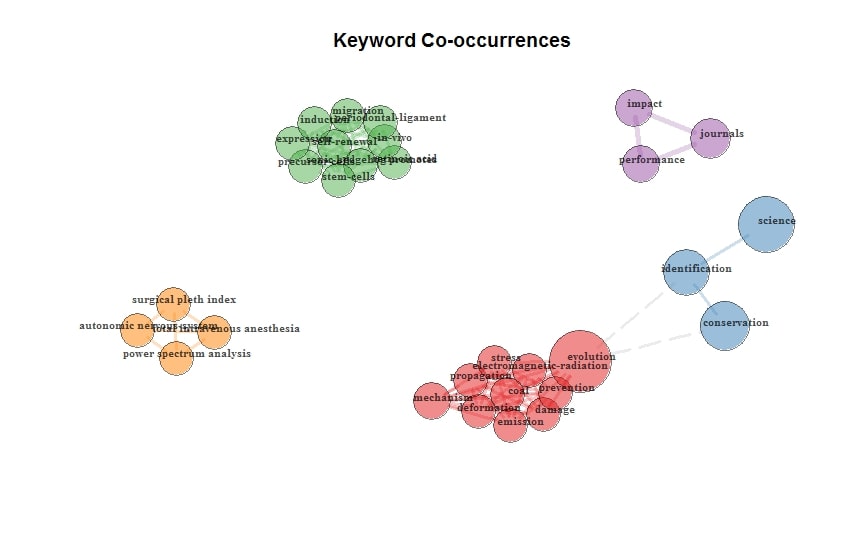 Keyword Co-occurrences
migration
induction
periodontal-ligament
expression
self-renewal
in-vivo
precursor cells
sonic hedgehog
retinoic acid
promotes
stem-cells
impact
journals
performance
science
identification
conservation
surgical pleth index
autonomic nervous-system
total intravenous anesthesia
power spectrum analysis
evolution
stress
electromagnetic-radiation
propagation
coal
prevention
mechanism
deformation
damage
emission